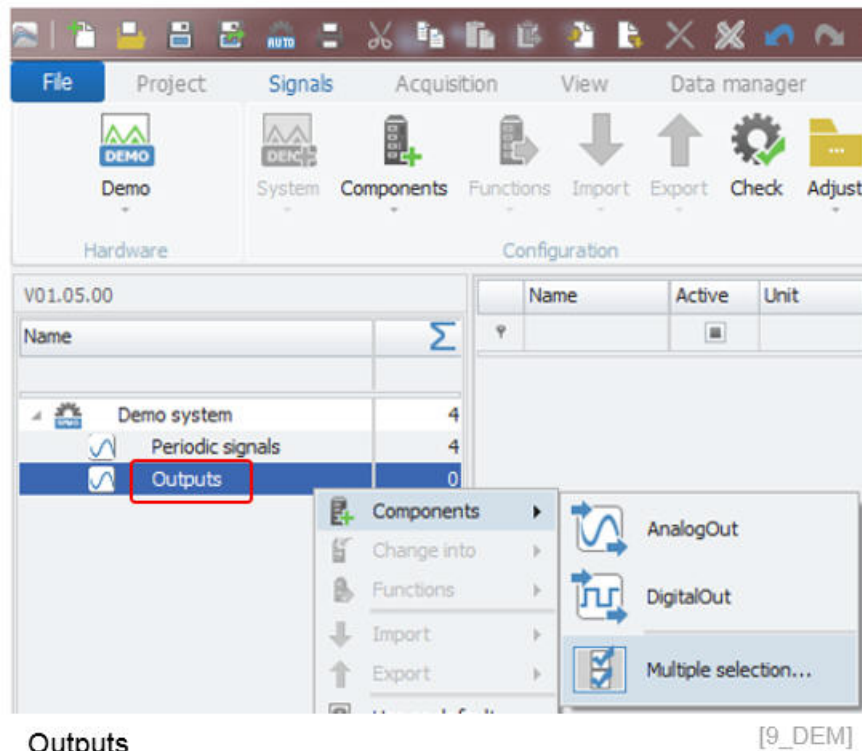 AUTO
File Project Signals Acquisition View Data manager
DEMO
Demo System Components Functions Import Export Check Adjust
Hardware Configuration
V01.05.00
Name Active Unit
Name Σ
Demo system 4
Periodic signals 4
Outputs 0
Components
AnalogOut
Change into
Functions
DigitalOut
Import
Export
Multiple selection...
Outputs
[9_DEM]